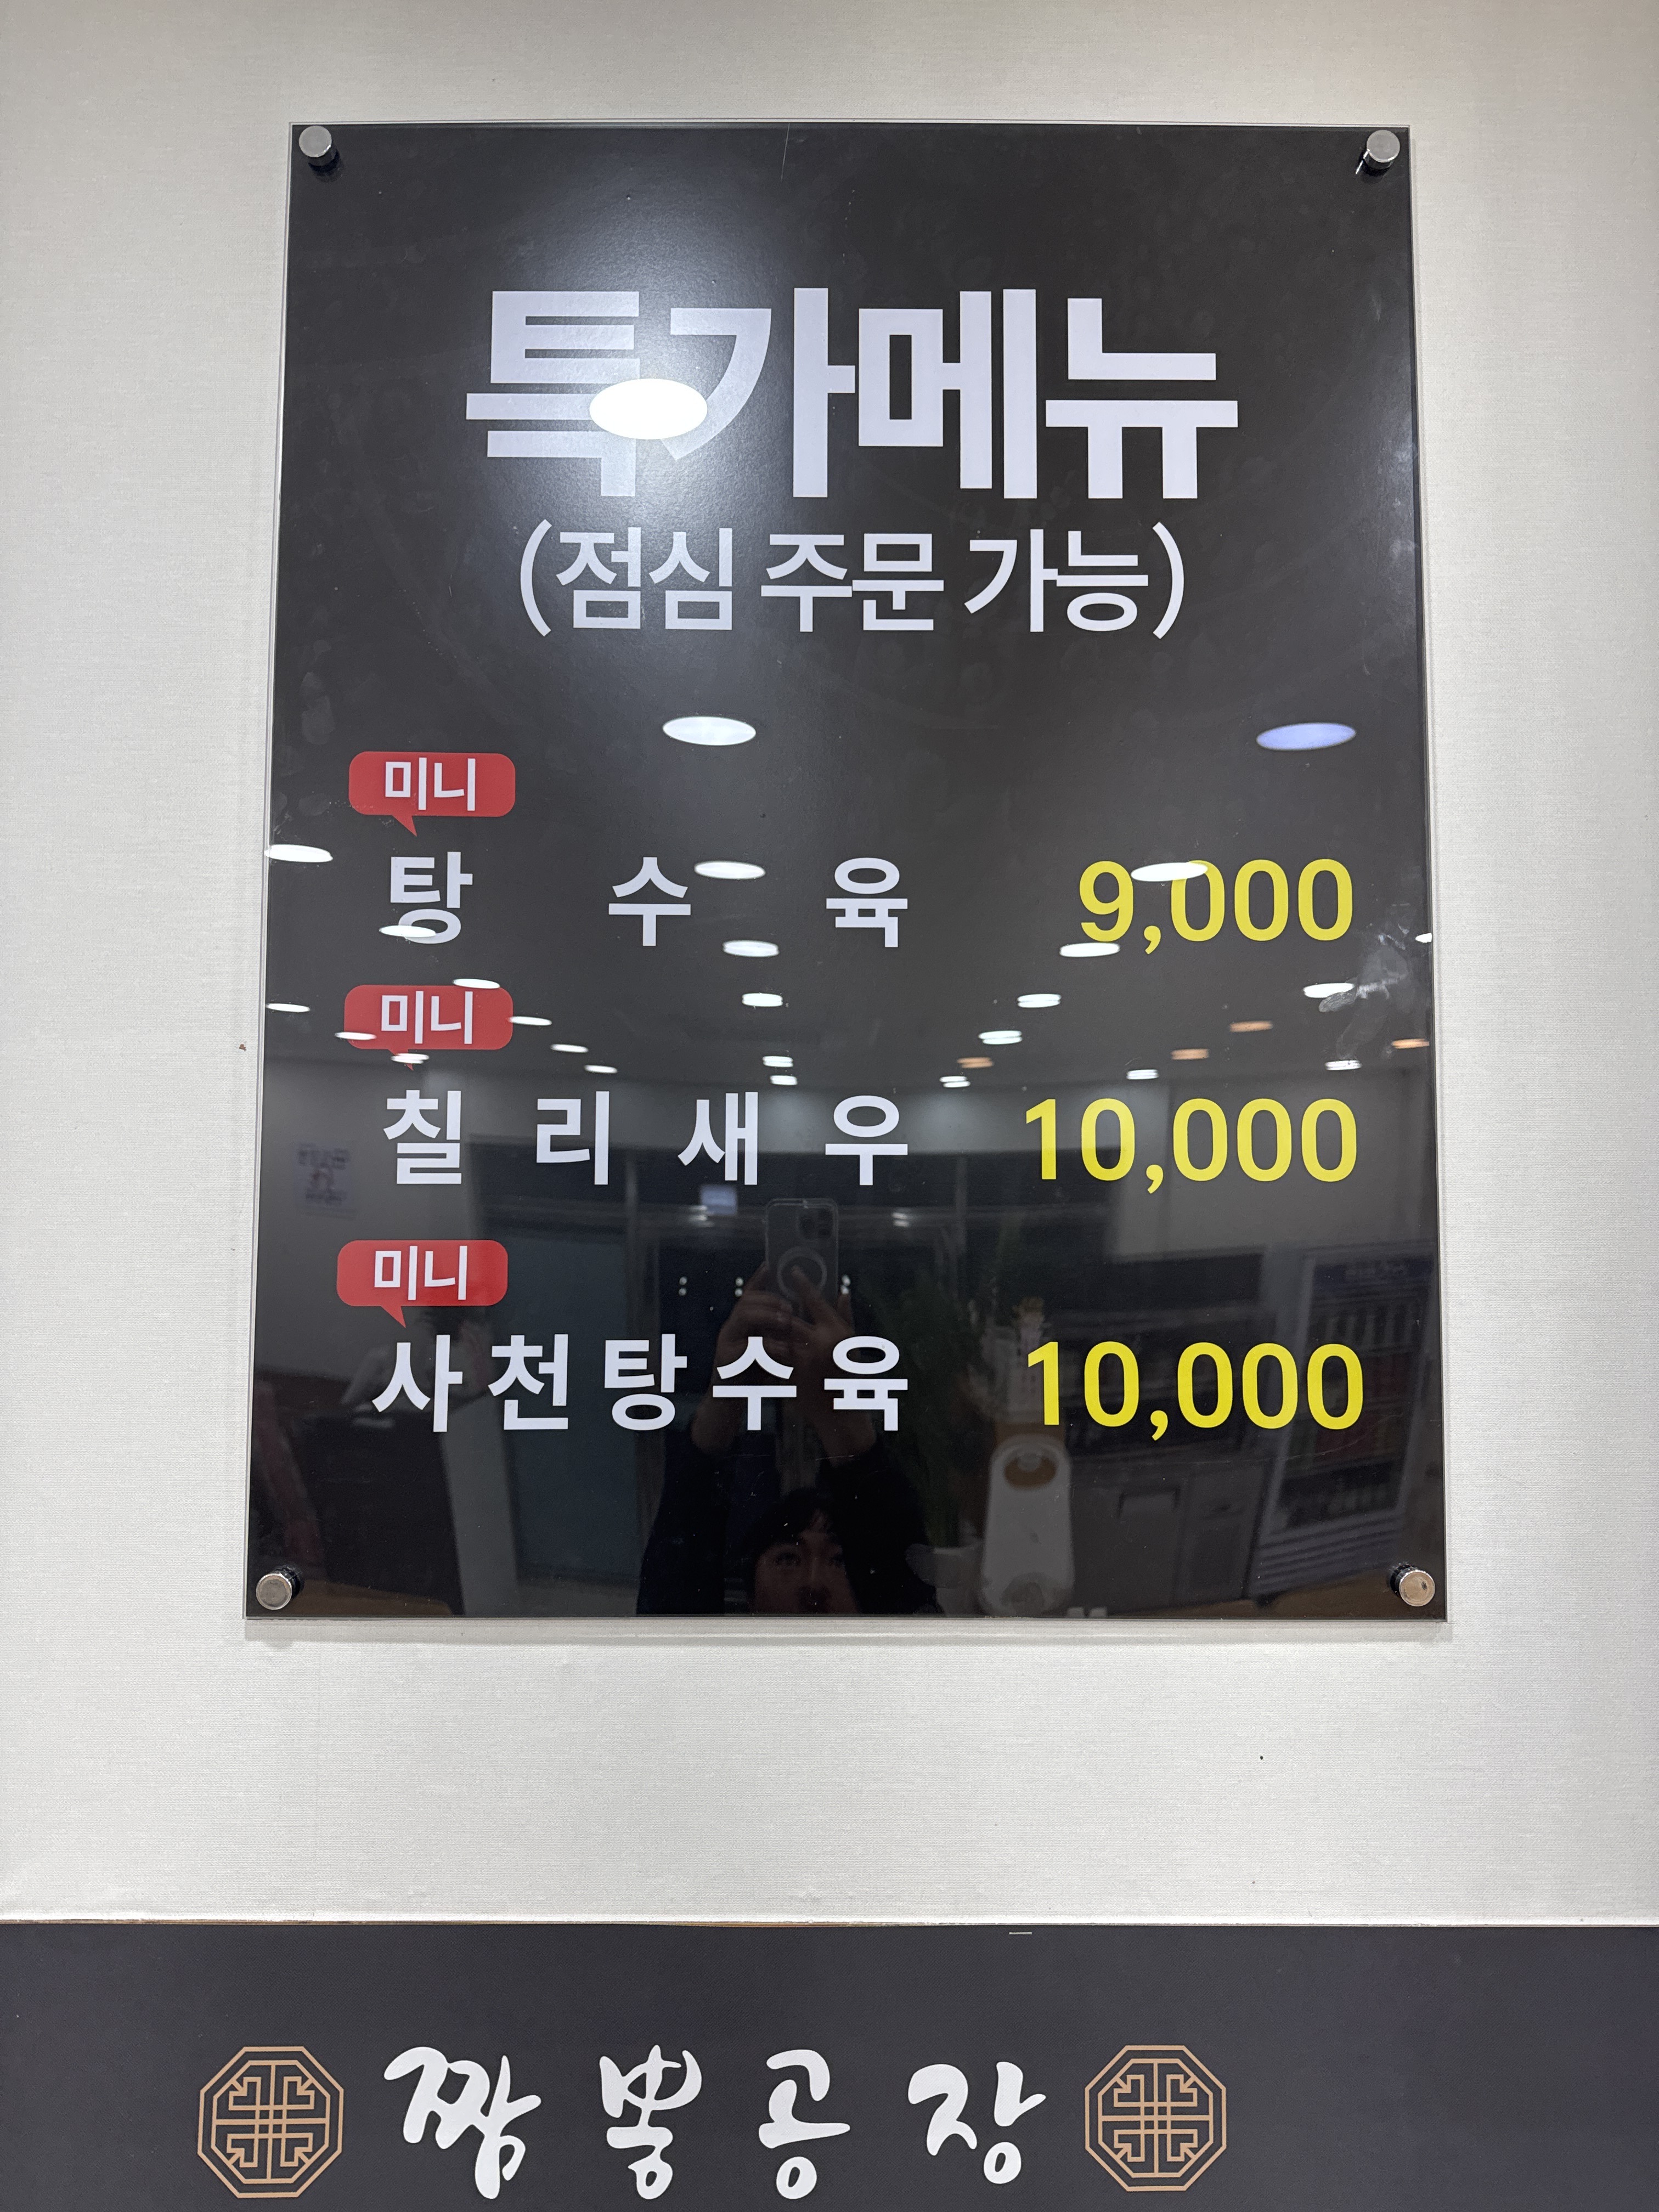 특가메뉴
(점심 주문 가능)
미니
탕수육 9,000
미니
칠리새우 10,000
미니
사천탕수육 10,000
짬뽕공장